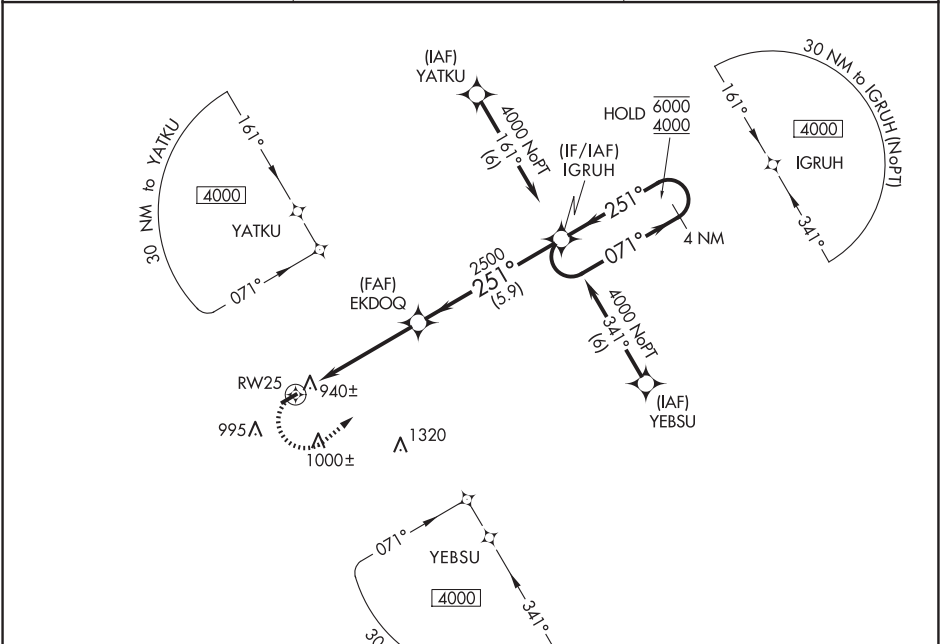 (IAF)
YATKU
4000 NoPT
161°
(6)
HOLD 6000
4000
(IF/IAF)
IGRUH
251°
071°
4 NM
30 NM to IGRUH (NoPT)
161°
4000
IGRUH
341°
30 NM to YATKU
161°
4000
YATKU
071°
2500
251°
(5.9)
(FAF)
EKDOQ
4000 NoPT
341°
(6)
(IAF)
YEBSU
RW25
940±
995
1000±
1320
071°
YEBSU
4000
341°
30